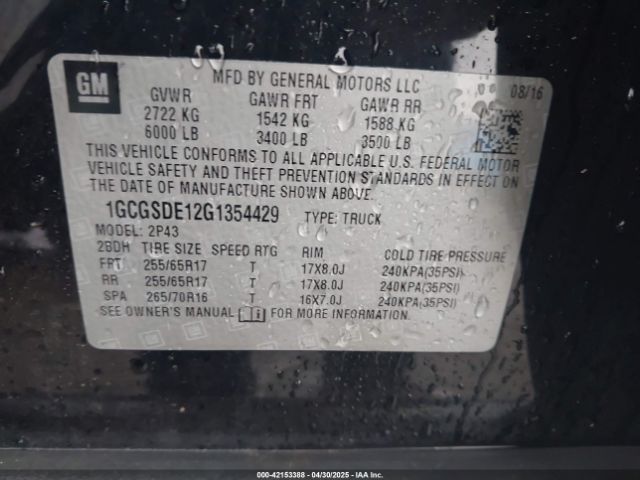 GM
MFD BY GENERAL MOTORS LLC
08/16
GVWR GAWR FRT GAWR RR
2722 KG 1542 KG 1588 KG
6000 LB 3400 LB 3500 LB
THIS VEHICLE CONFORMS TO ALL APPLICABLE U.S. FEDERAL MOTOR
VEHICLE SAFETY AND THEFT PREVENTION STANDARDS IN EFFECT ON
THE DATE OF MANUFACTURE SHOWN ABOVE.
1GCGSDE12G1354429 TYPE: TRUCK
MODEL: 2P43
2BDH TIRE SIZE SPEED RTG RIM COLD TIRE PRESSURE
FRT 255/65R17 T 17X8.0J 240KPA(35PSI)
RR 255/65R17 T 17X8.0J 240KPA(35PSI)
SPA 265/70R16 T 16X7.0J 240KPA(35PSI)
SEE OWNER'S MANUAL FOR MORE INFORMATION.
000-42153388 - 04/30/2025 - IAA, Inc.